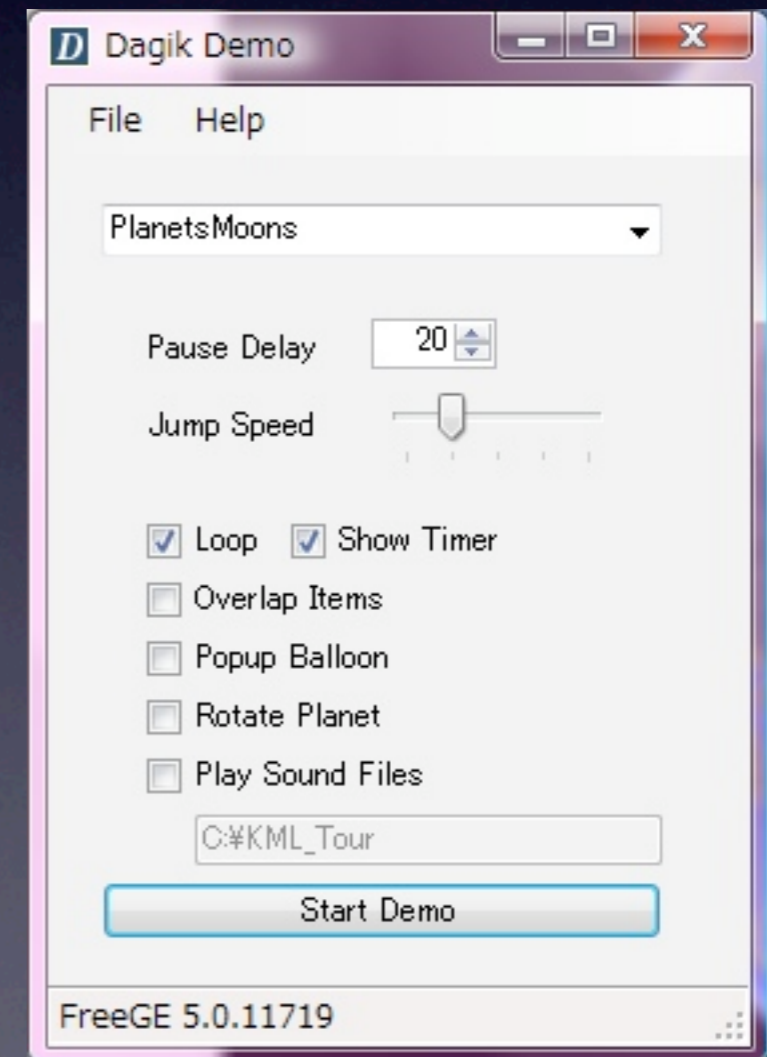 D Dagik Demo
File Help
PlanetsMoons
Pause Delay 20
Jump Speed
Loop Show Timer
Overlap Items
Popup Balloon
Rotate Planet
Play Sound Files
C:¥KML_Tour
Start Demo
FreeGE 5.0.11719